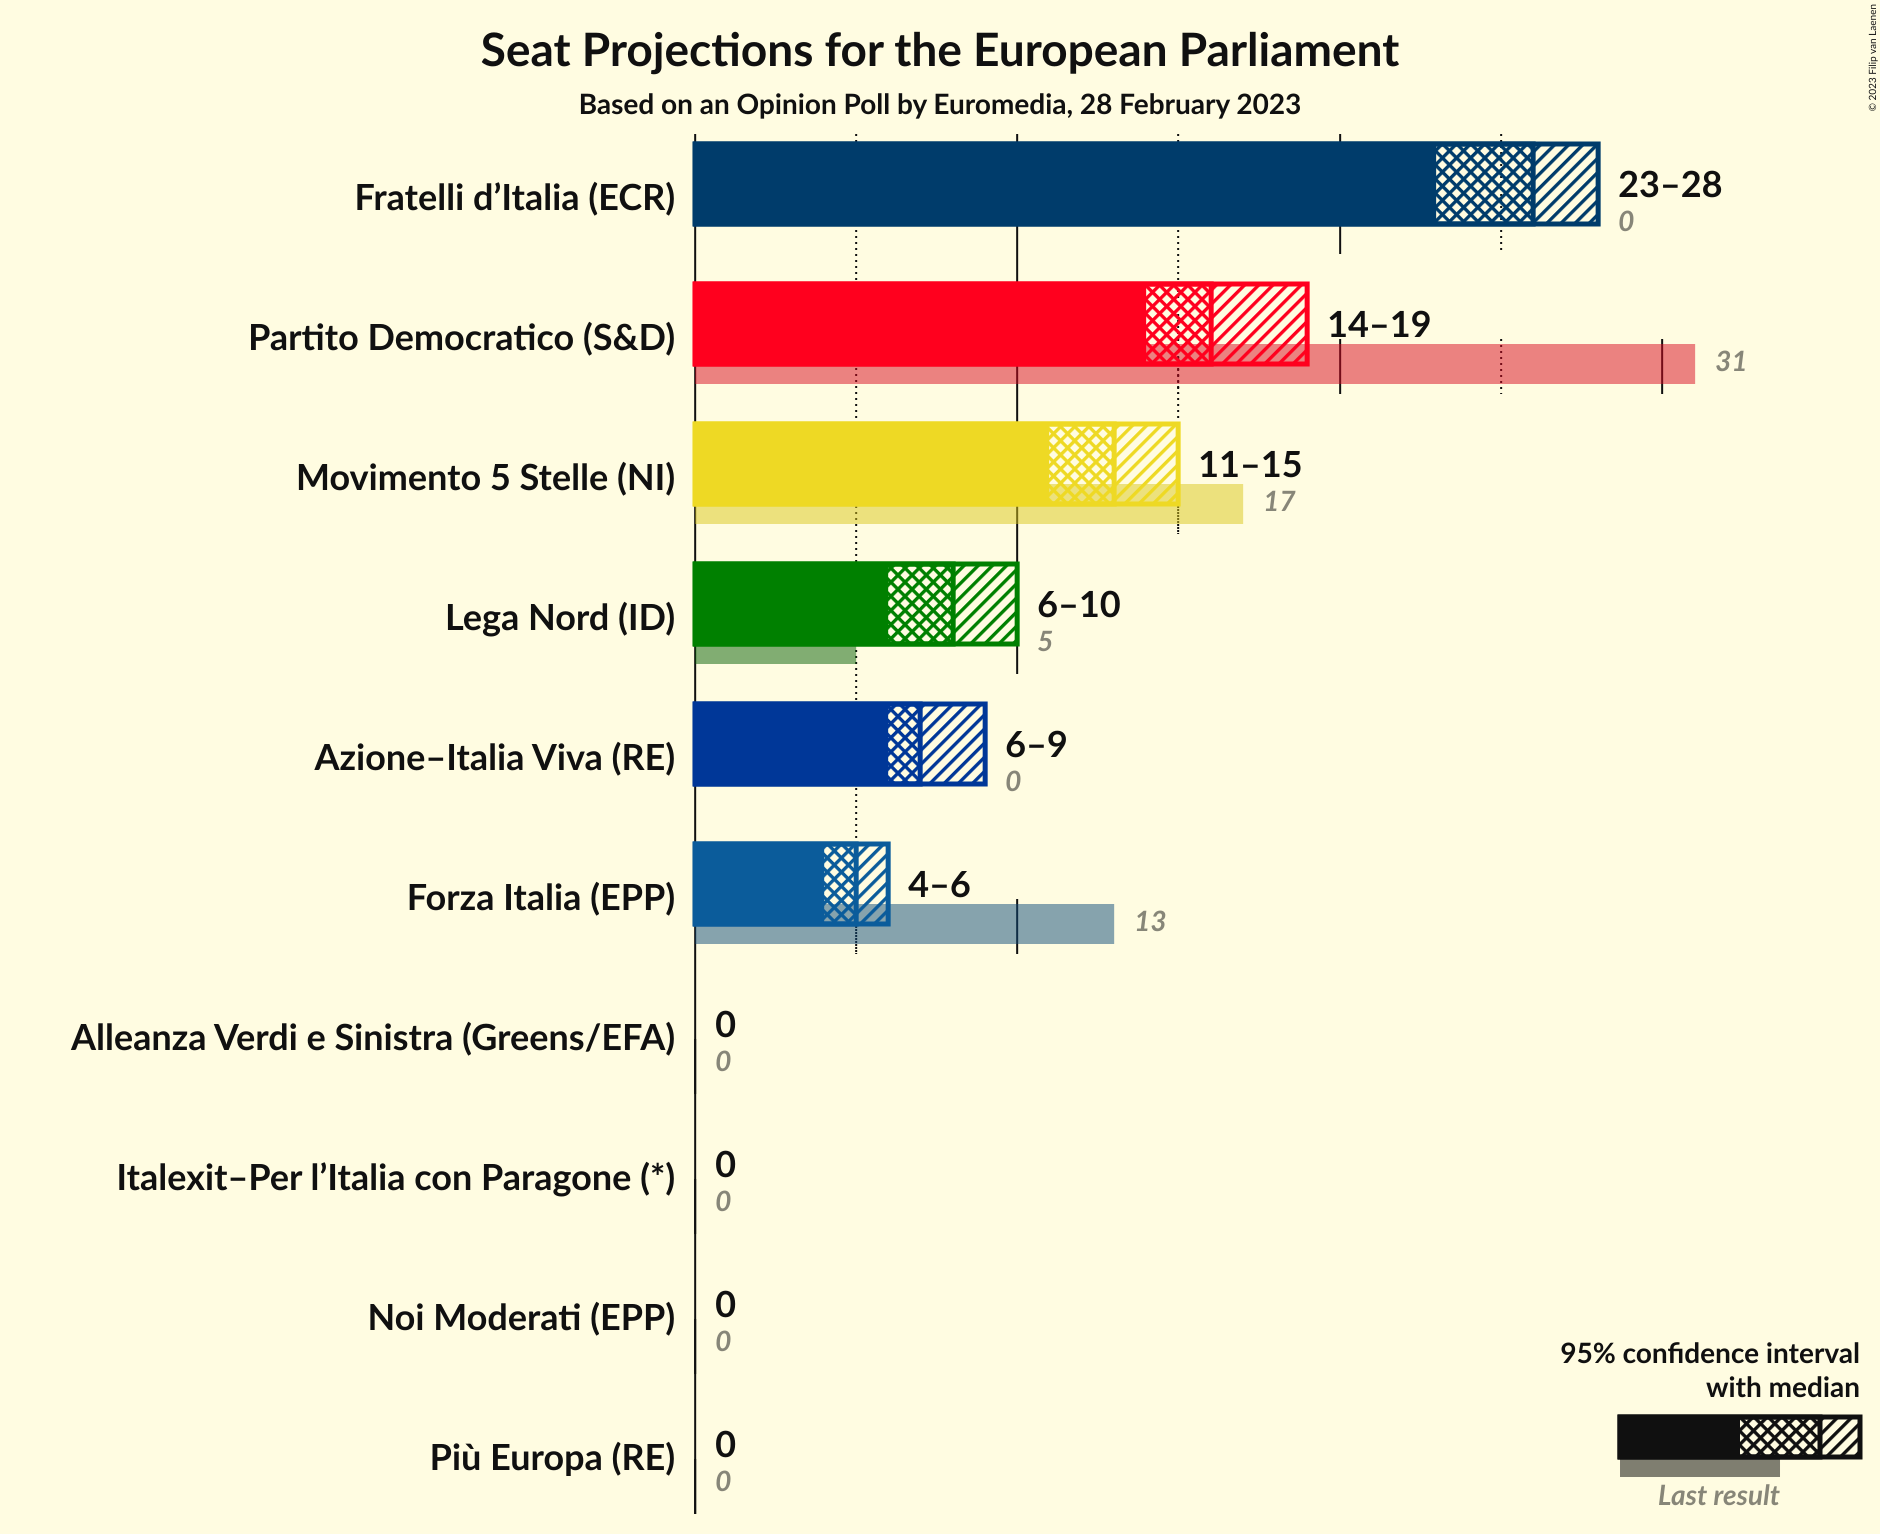 Seat Projections for the European Parliament
Based on an Opinion Poll by Euromedia, 28 February 2023
© 2023 Filip van Laenen
Fratelli d’Italia (ECR)
23–28
0
Partito Democratico (S&D)
14–19
31
Movimento 5 Stelle (NI)
11–15
17
Lega Nord (ID)
6–10
5
Azione–Italia Viva (RE)
6–9
0
Forza Italia (EPP)
4–6
13
Alleanza Verdi e Sinistra (Greens/EFA)
0
0
Italexit–Per l’Italia con Paragone (*)
0
0
Noi Moderati (EPP)
0
0
Più Europa (RE)
0
0
95% confidence interval
with median
Last result